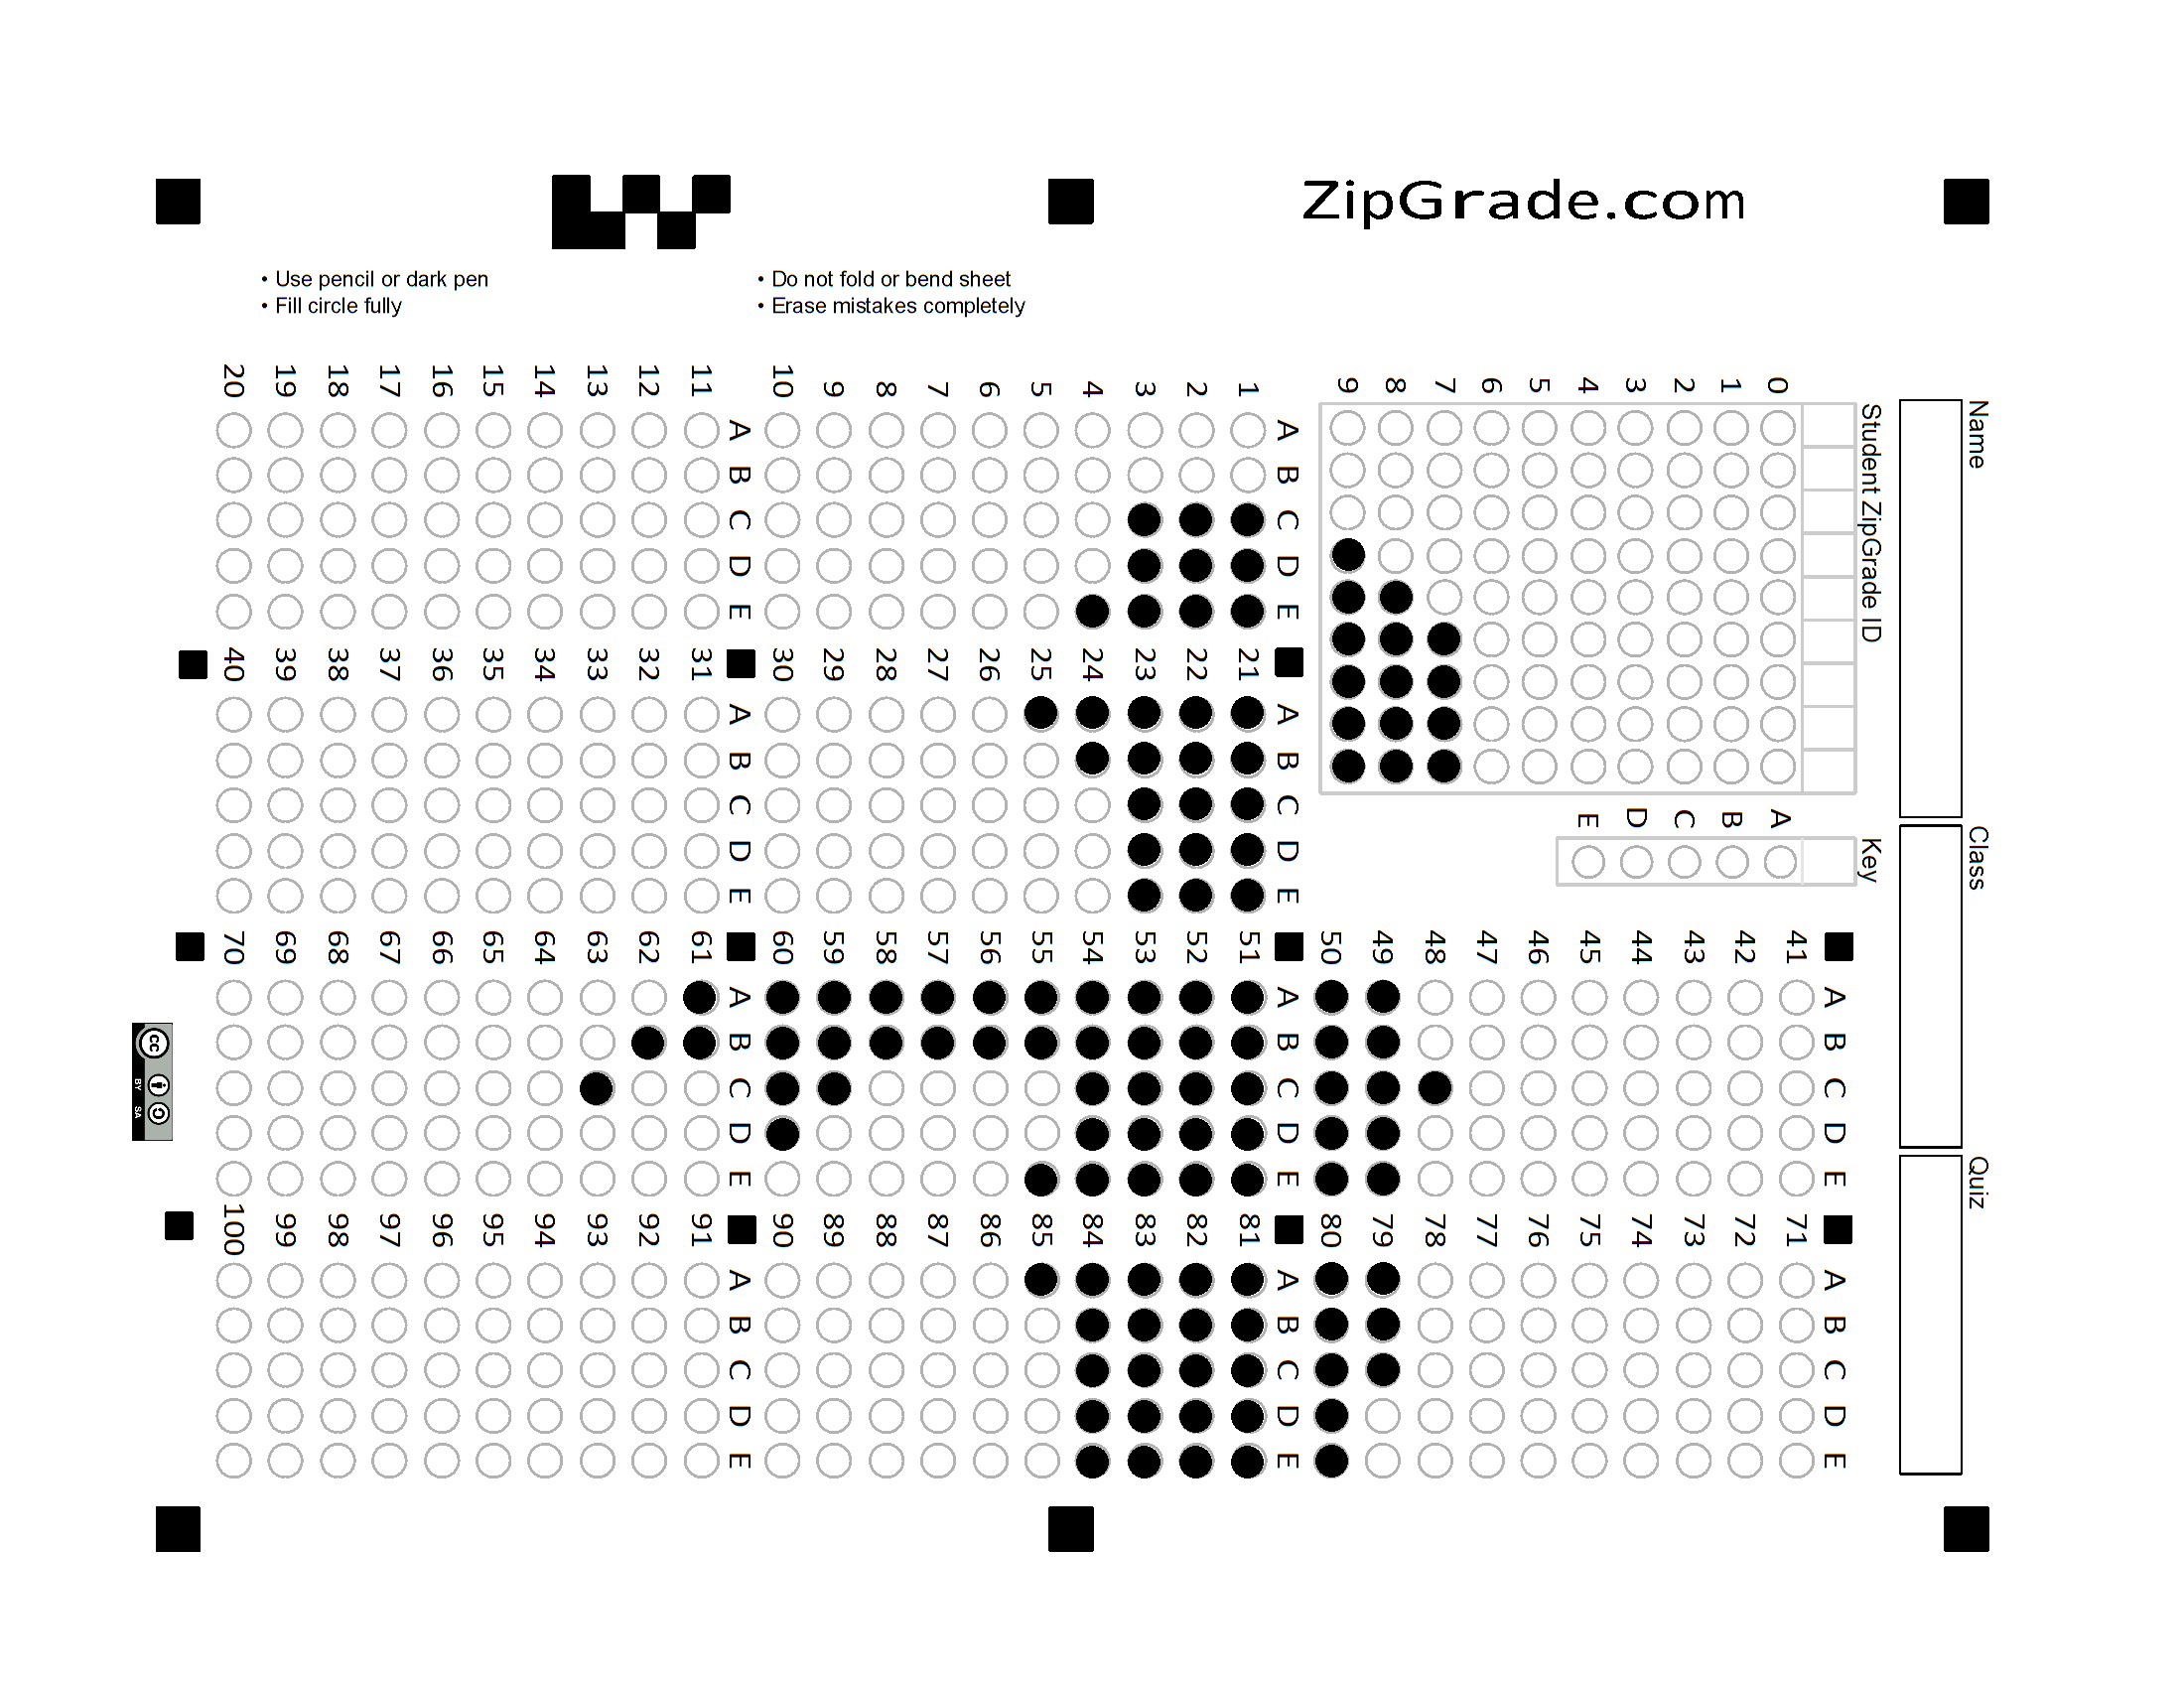 ZipGrade.com
• Use pencil or dark pen
• Fill circle fully
• Do not fold or bend sheet
• Erase mistakes completely
Name
Class
Quiz
Student ZipGrade ID
0 1 2 3 4 5 6 7 8 9
Key
A B C D E
1 2 3 4 5 6 7 8 9 10
A B C D E
11 12 13 14 15 16 17 18 19 20
A B C D E
21 22 23 24 25 26 27 28 29 30
A B C D E
31 32 33 34 35 36 37 38 39 40
A B C D E
41 42 43 44 45 46 47 48 49 50
A B C D E
51 52 53 54 55 56 57 58 59 60
A B C D E
61 62 63 64 65 66 67 68 69 70
A B C D E
71 72 73 74 75 76 77 78 79 80
A B C D E
81 82 83 84 85 86 87 88 89 90
A B C D E
91 92 93 94 95 96 97 98 99 100
A B C D E
cc BY SA